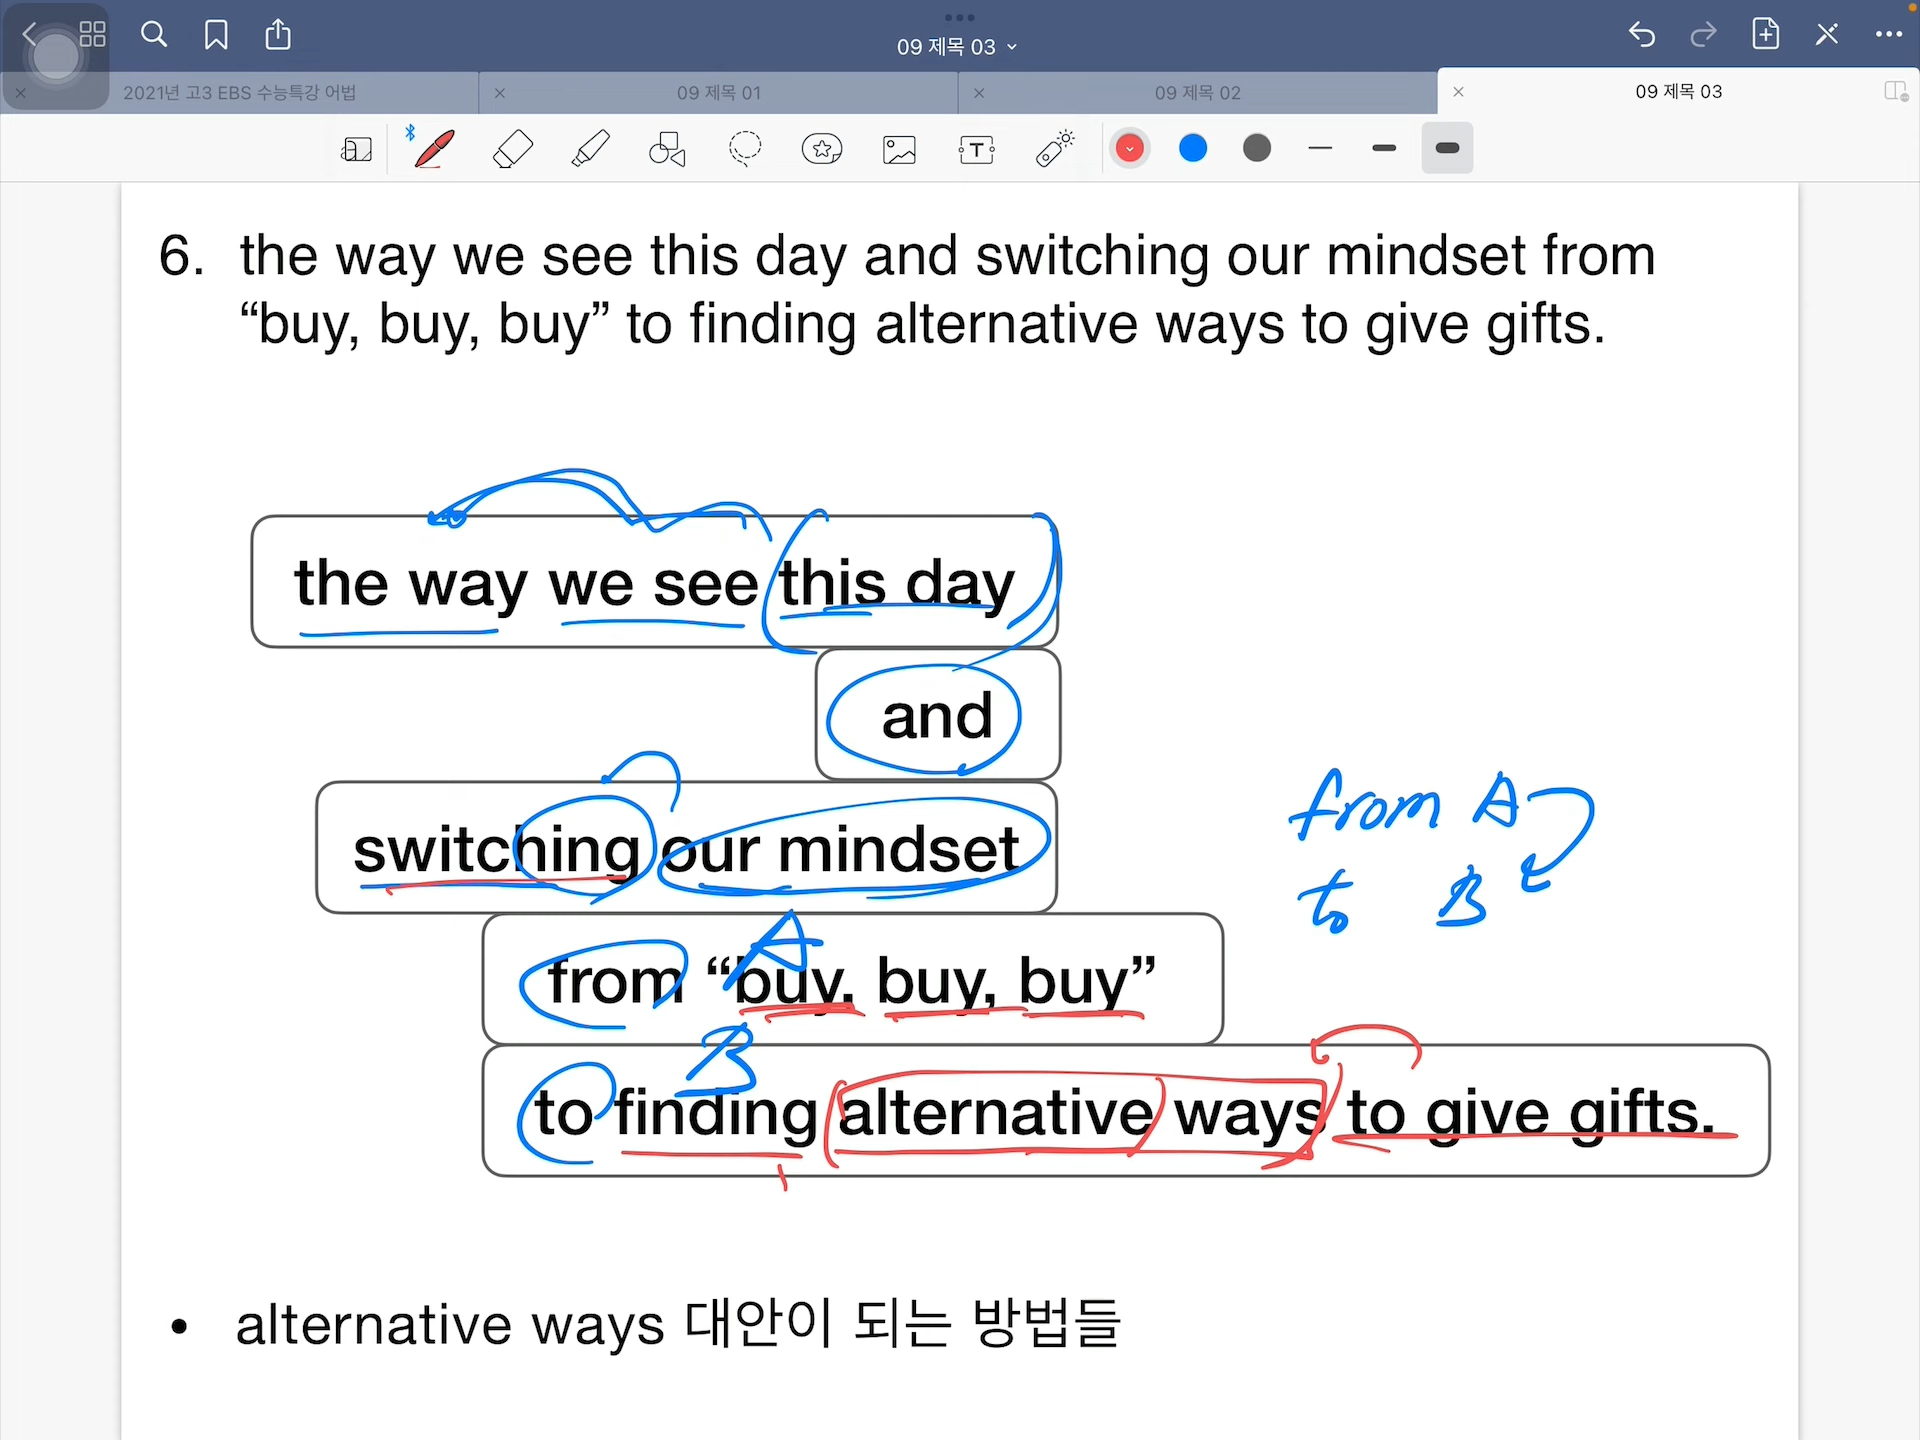 09 제목 03
2021년 고3 EBS 수능특강 어법
09 제목 01
09 제목 02
09 제목 03
6. the way we see this day and switching our mindset from
“buy, buy, buy” to finding alternative ways to give gifts.
the way we see this day
and
switching our mindset
from A
to B
A
from “buy, buy, buy”
B
to finding alternative ways to give gifts.
• alternative ways 대안이 되는 방법들